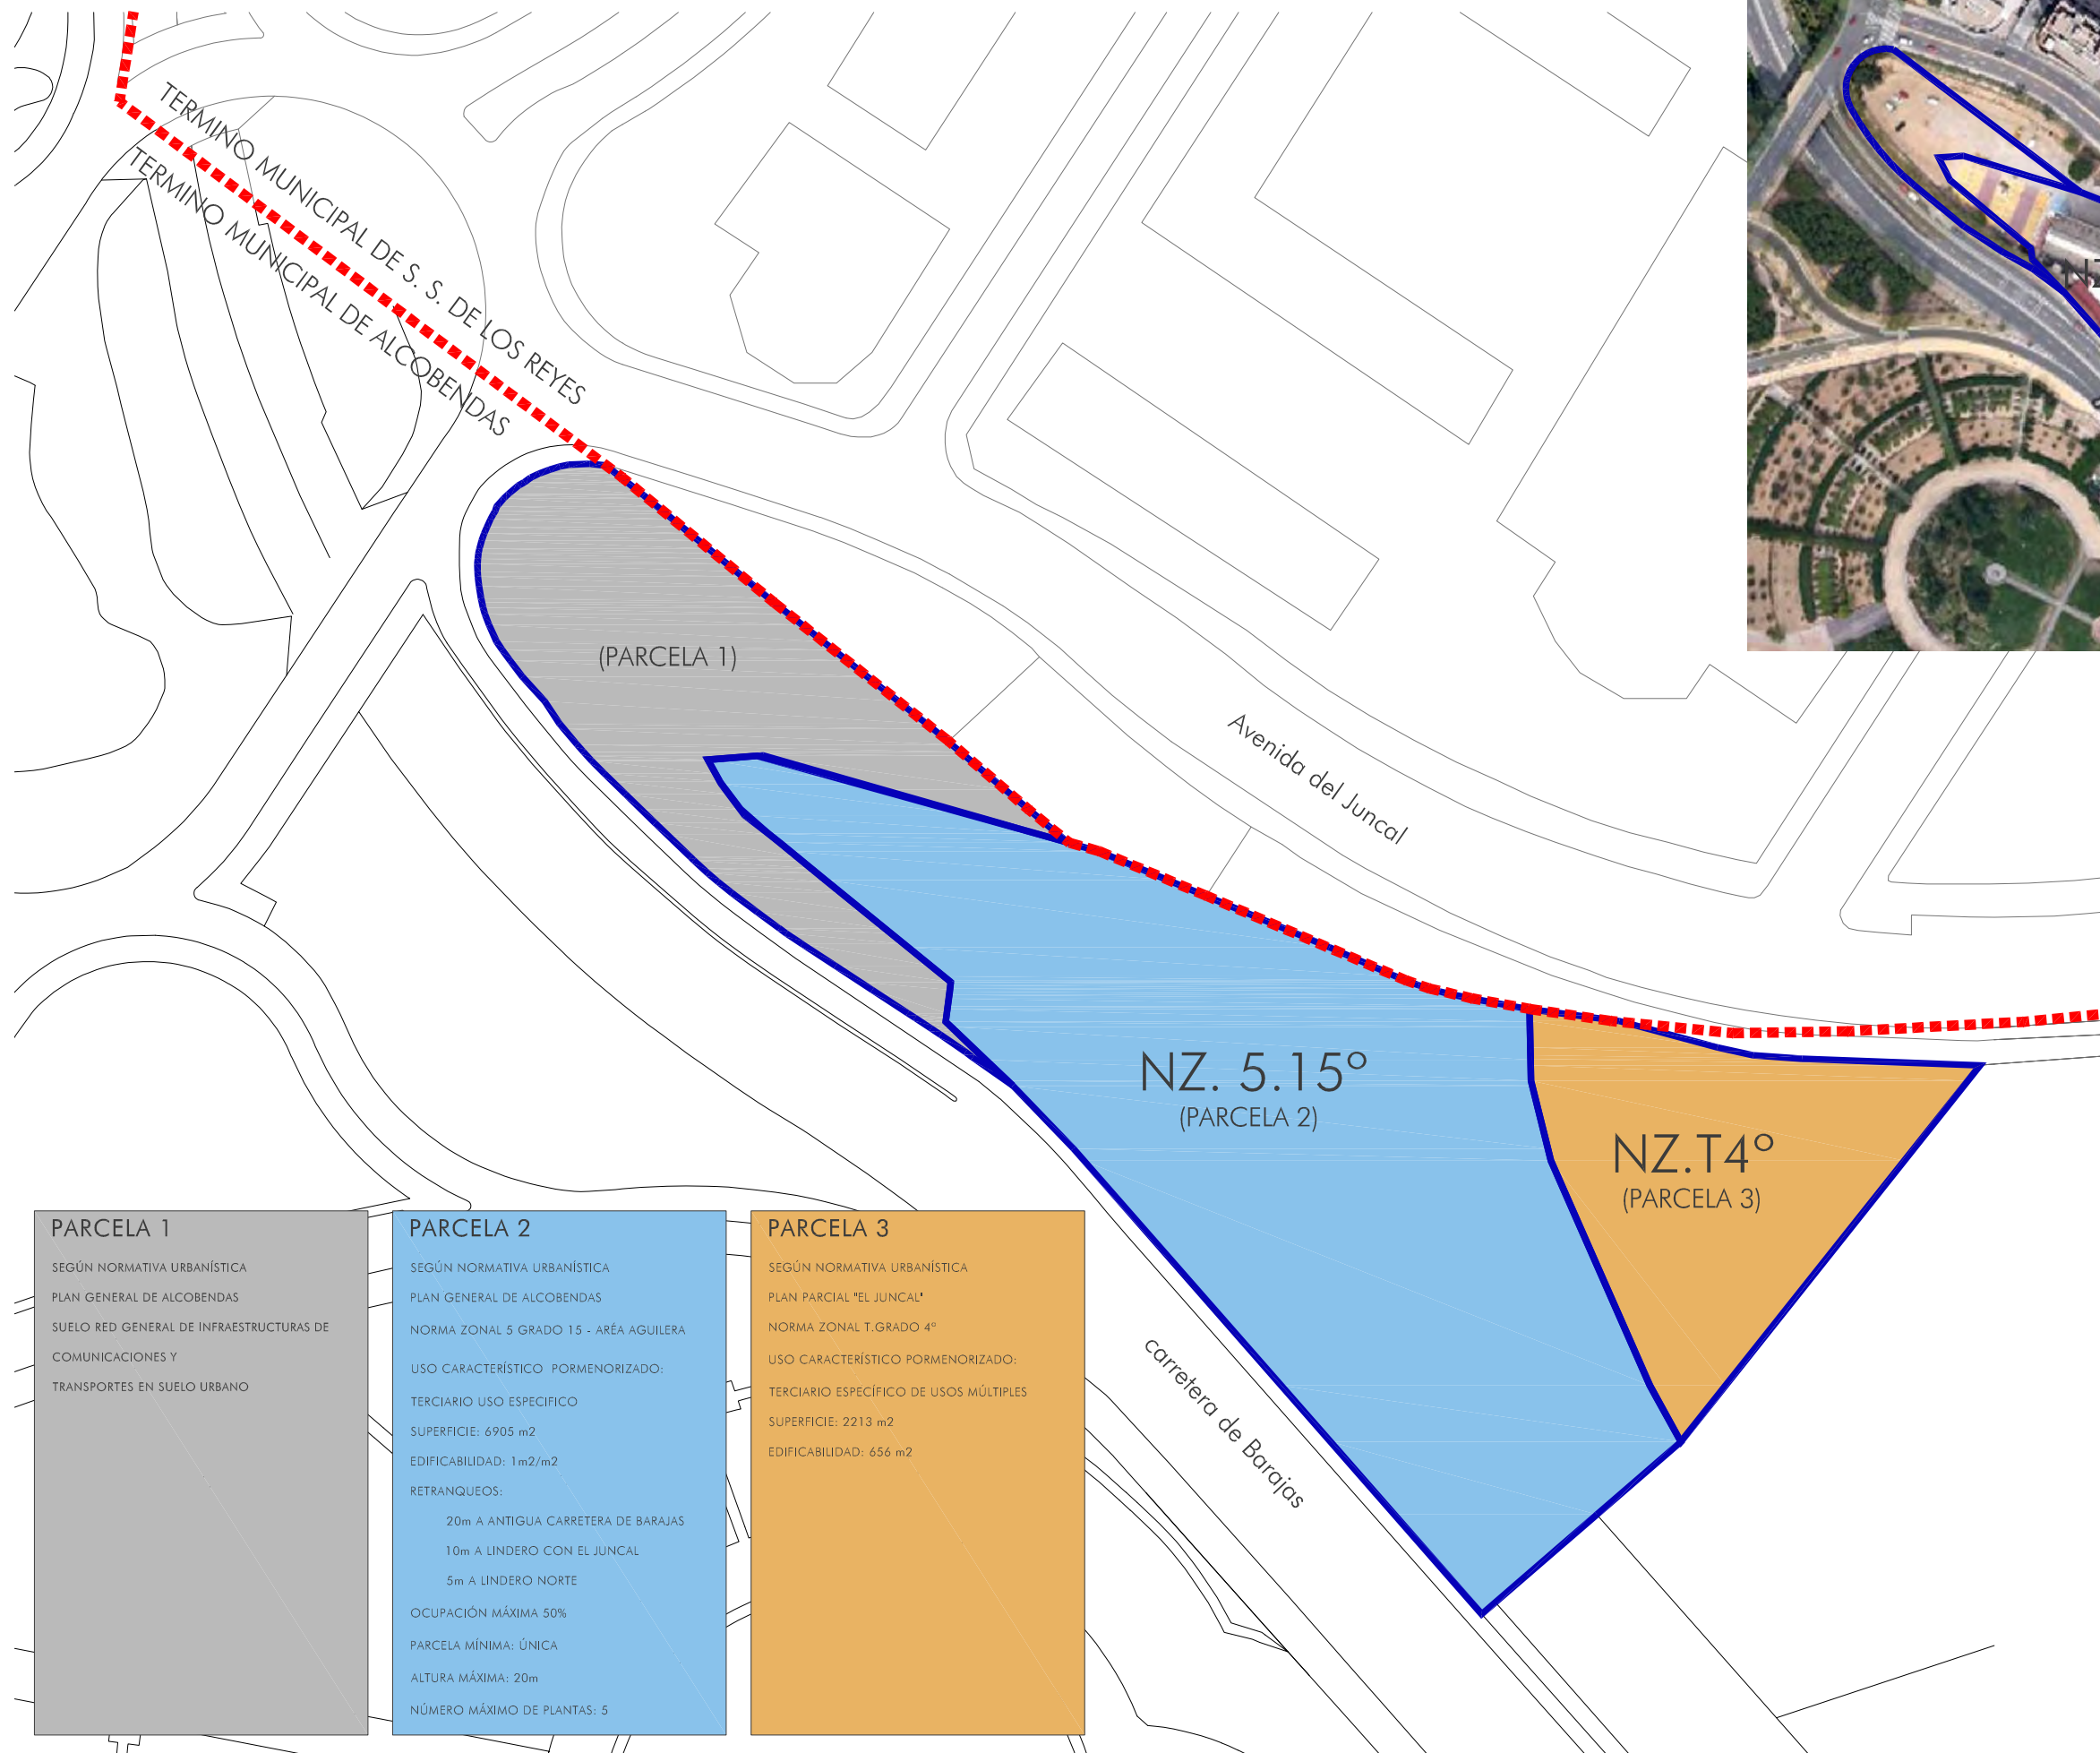 TERMINO MUNICIPAL DE S. S. DE LOS REYES
TERMINO MUNICIPAL DE ALCOBENDAS
(PARCELA 1)
Avenida del Juncal
NZ. 5.15º
(PARCELA 2)
NZ.T4º
(PARCELA 3)
carretera de Barajas
PARCELA 1
SEGÚN NORMATIVA URBANÍSTICA
PLAN GENERAL DE ALCOBENDAS
SUELO RED GENERAL DE INFRAESTRUCTURAS DE
COMUNICACIONES Y
TRANSPORTES EN SUELO URBANO
PARCELA 2
SEGÚN NORMATIVA URBANÍSTICA
PLAN GENERAL DE ALCOBENDAS
NORMA ZONAL 5 GRADO 15 - ARÉA AGUILERA
USO CARACTERÍSTICO PORMENORIZADO:
TERCIARIO USO ESPECIFICO
SUPERFICIE: 6905 m2
EDIFICABILIDAD: 1m2/m2
RETRANQUEOS:
20m A ANTIGUA CARRETERA DE BARAJAS
10m A LINDERO CON EL JUNCAL
5m A LINDERO NORTE
OCUPACIÓN MÁXIMA 50%
PARCELA MÍNIMA: ÚNICA
ALTURA MÁXIMA: 20m
NÚMERO MÁXIMO DE PLANTAS: 5
PARCELA 3
SEGÚN NORMATIVA URBANÍSTICA
PLAN PARCIAL "EL JUNCAL"
NORMA ZONAL T.GRADO 4º
USO CARACTERÍSTICO PORMENORIZADO:
TERCIARIO ESPECÍFICO DE USOS MÚLTIPLES
SUPERFICIE: 2213 m2
EDIFICABILIDAD: 656 m2